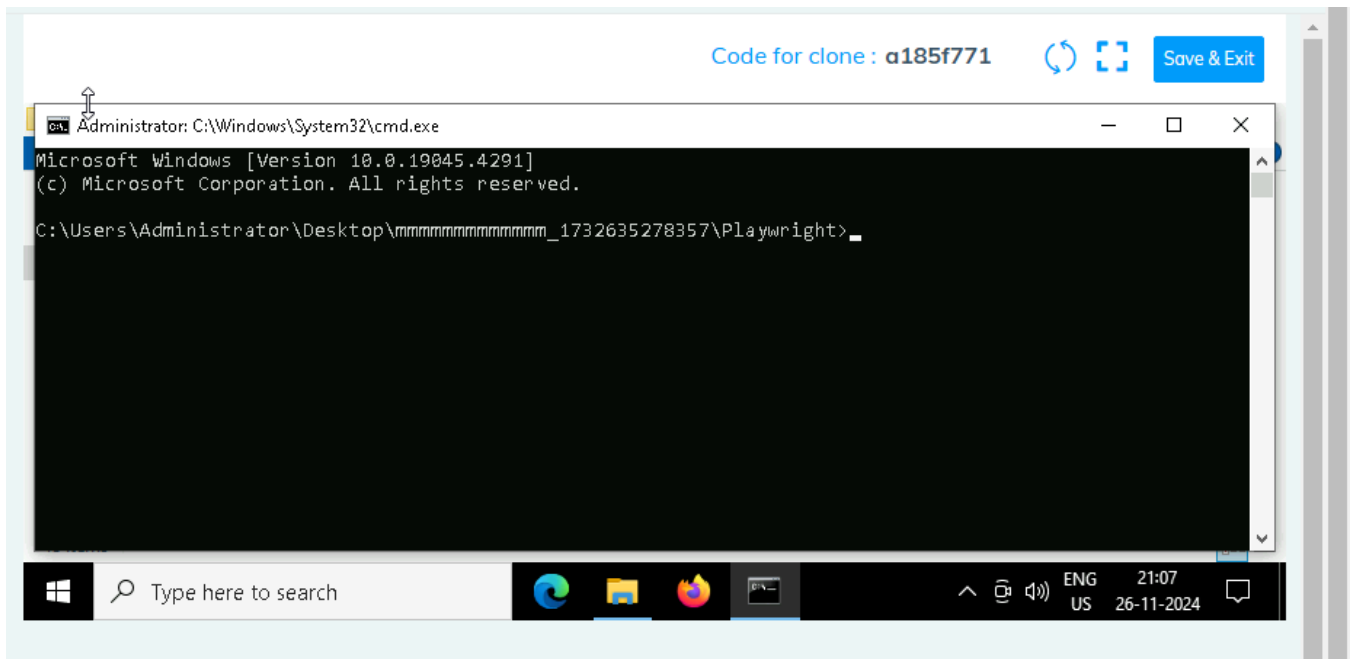 Code for clone : a185f771
Save & Exit
Administrator: C:\Windows\System32\cmd.exe
Microsoft Windows [Version 10.0.19045.4291]
(c) Microsoft Corporation. All rights reserved.
C:\Users\Administrator\Desktop\mmmmmmmmmmmmmm_1732635278357\Playwright>
Type here to search
ENG
US
21:07
26-11-2024